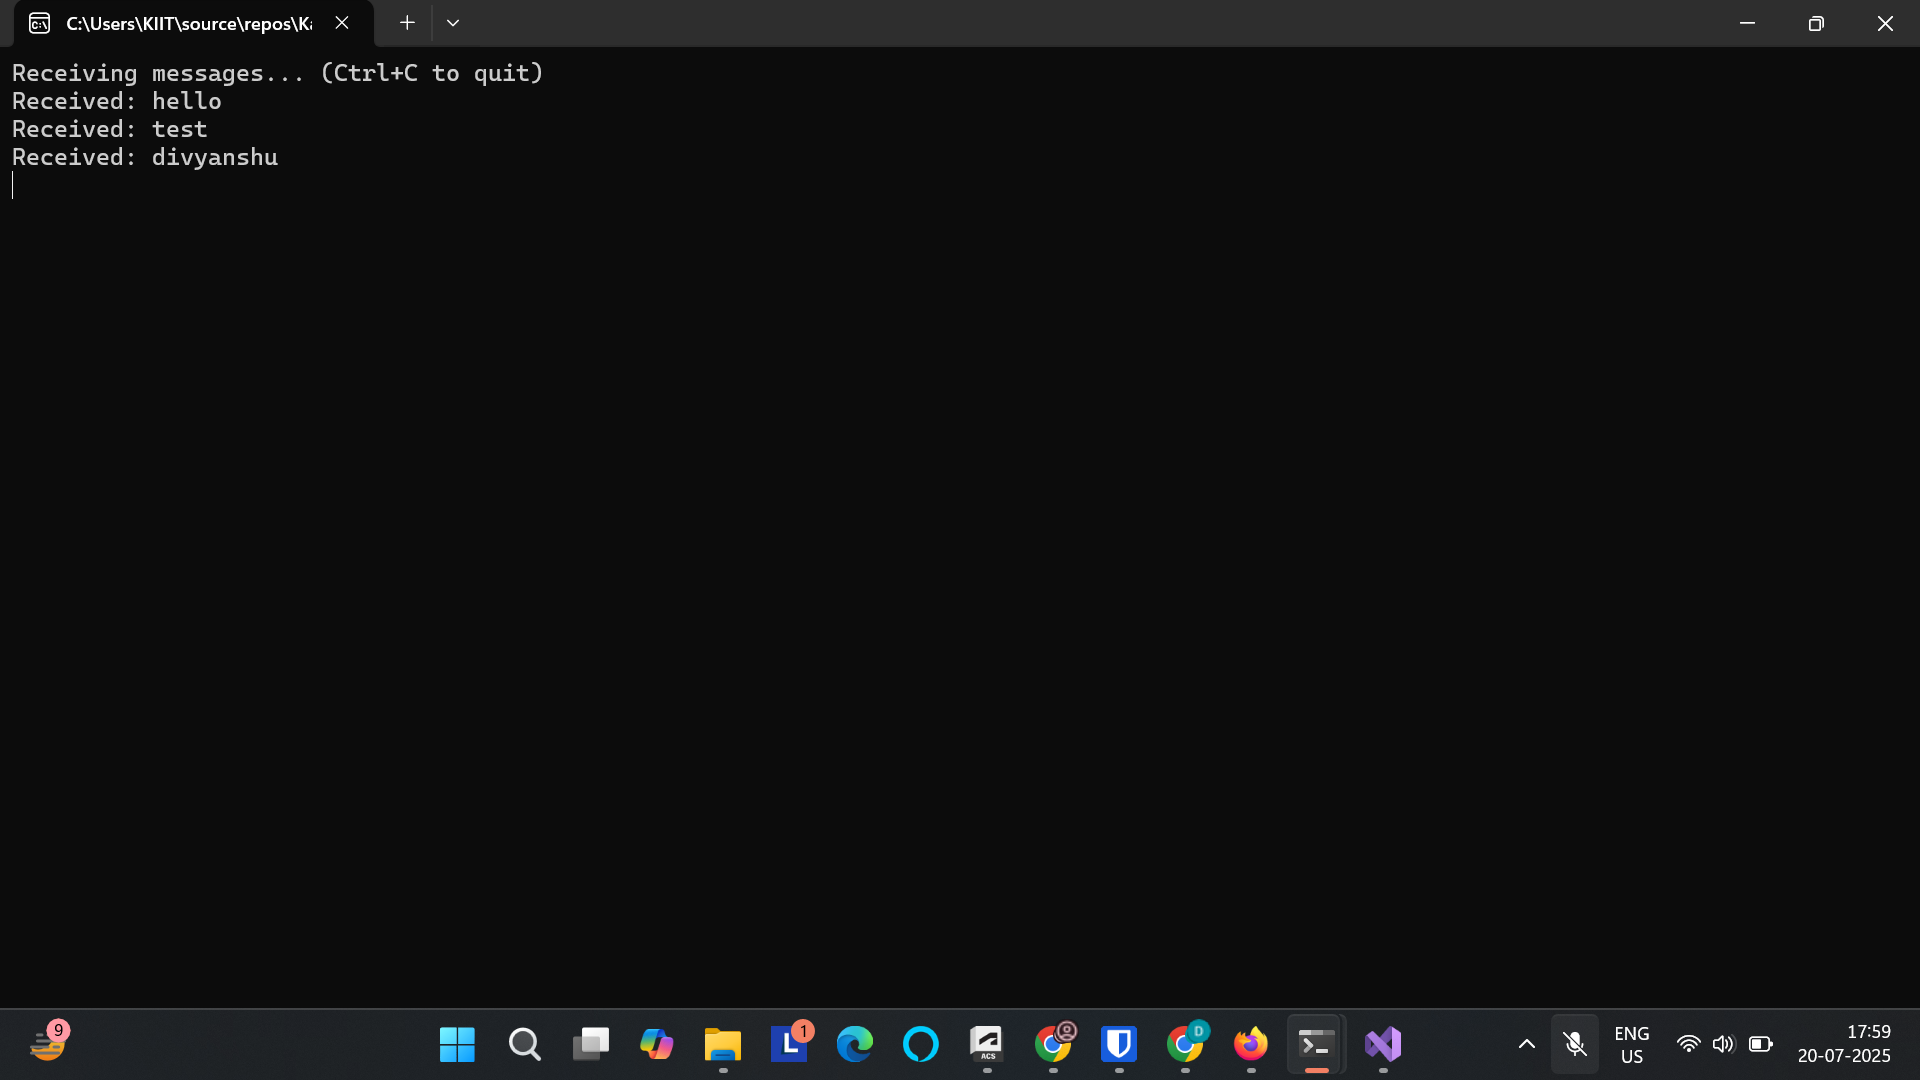 C:\Users\KIIT\source\repos\Ka
Receiving messages... (Ctrl+C to quit)
Received: hello
Received: test
Received: divyanshu
9
L
1
ACS
D
ENG
US
17:59
20-07-2025